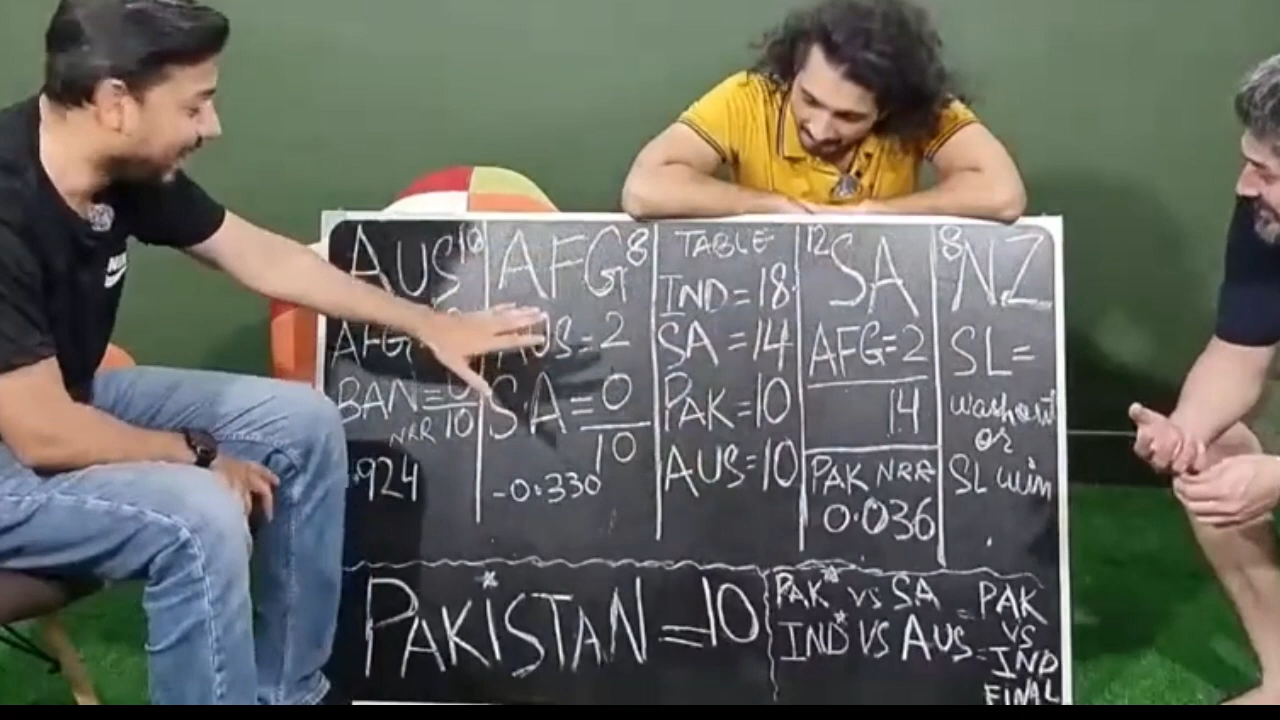 AUS 10
AFG
BAN = 0
10
NRR
.924
AFG 8
AUS = 2
SA = 0
10
-0.330
TABLE
IND = 18
SA = 14
PAK = 10
AUS = 10
12 SA
AFG = 2
14
PAK NRR
0.036
8 NZ
SL =
washout
or
SL win
PAKiSTAN = 10
PAK* VS SA
IND* VS AUS
= PAK
VS
= IND
FINAL